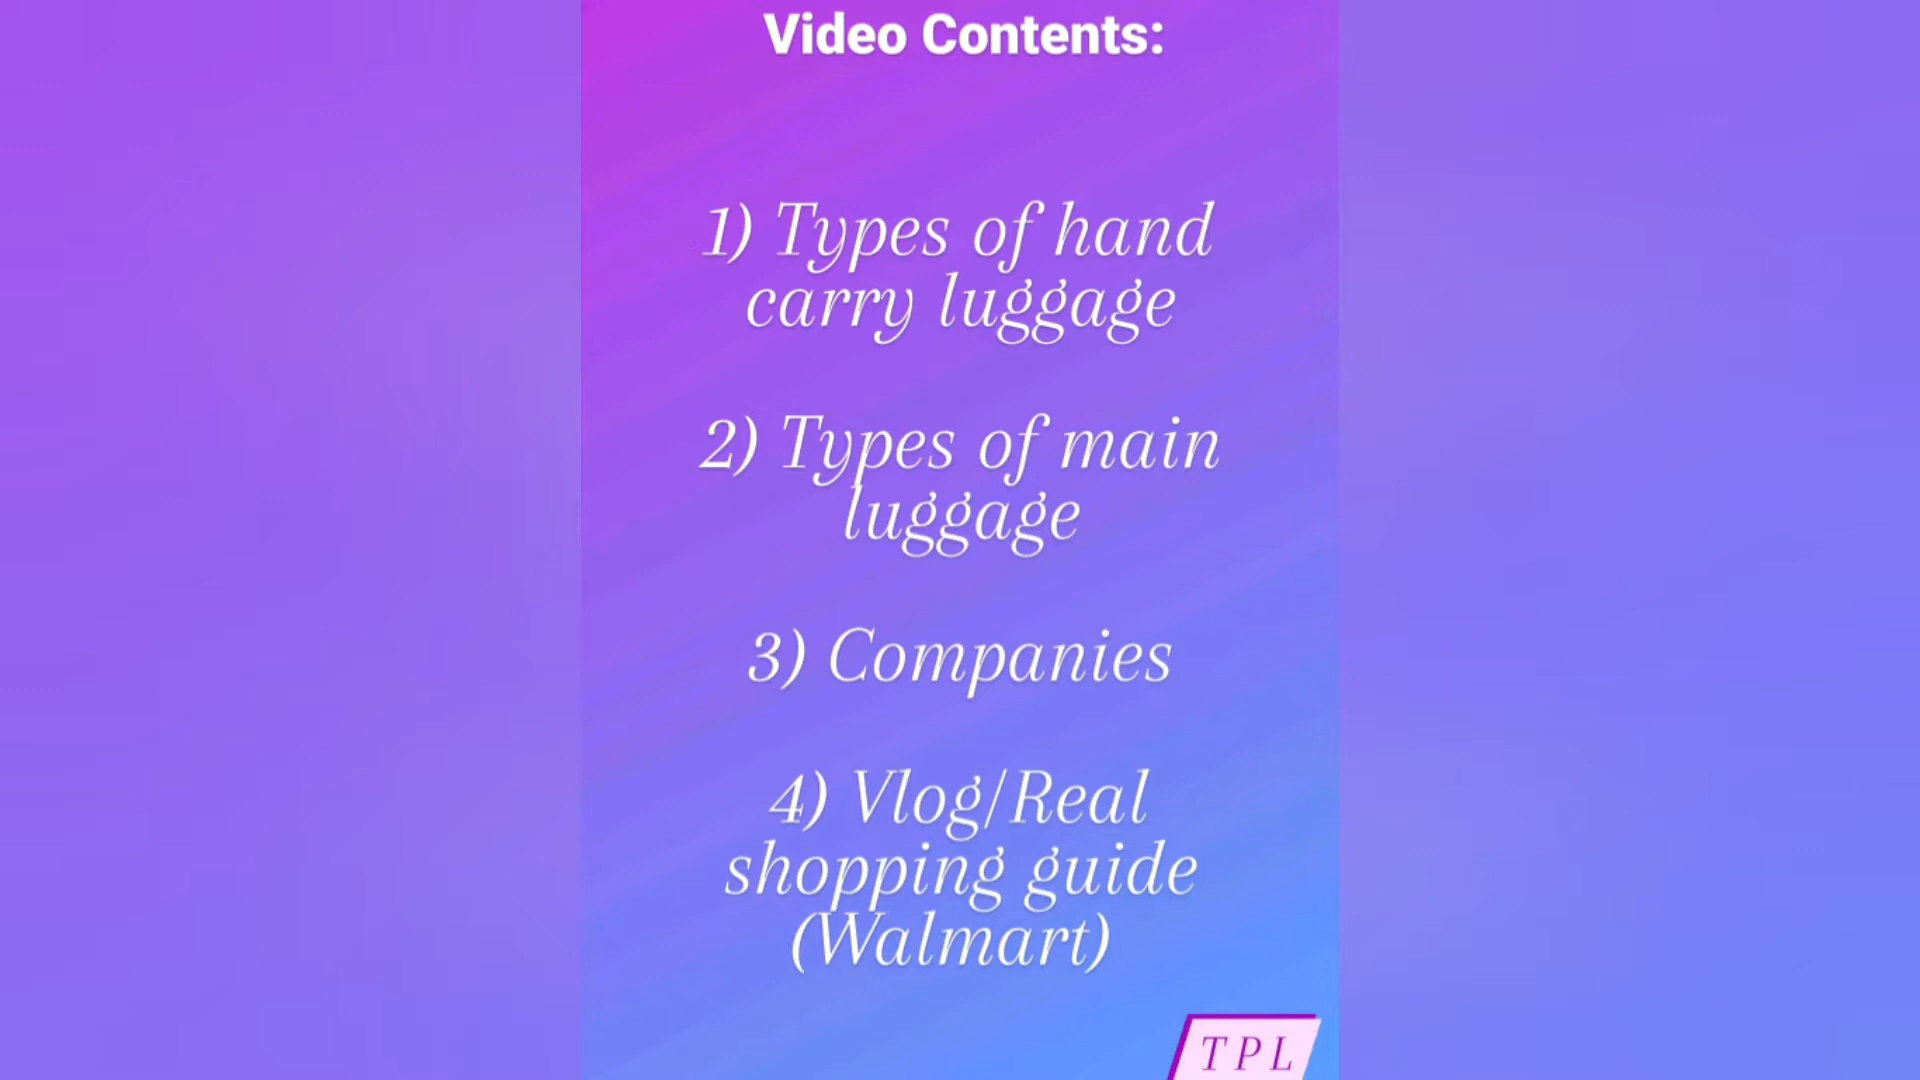 Video Contents:
1) Types of hand
carry luggage
2) Types of main
luggage
3) Companies
4) Vlog/Real
shopping guide
(Walmart)
TPL